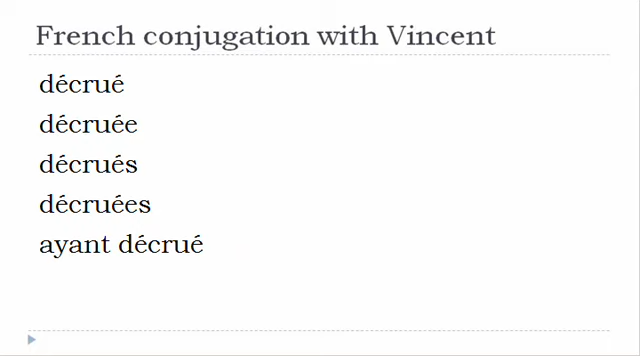 French conjugation with Vincent
décrué
décruée
décrués
décruées
ayant décrué